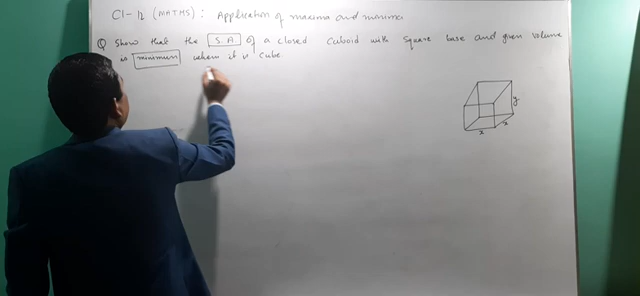 Cl-12 (MATHS) : Application of maxima and minima
Q Show that the S.A. of a closed cuboid with square base and given volume
is minimum when it is cube
y
x
x